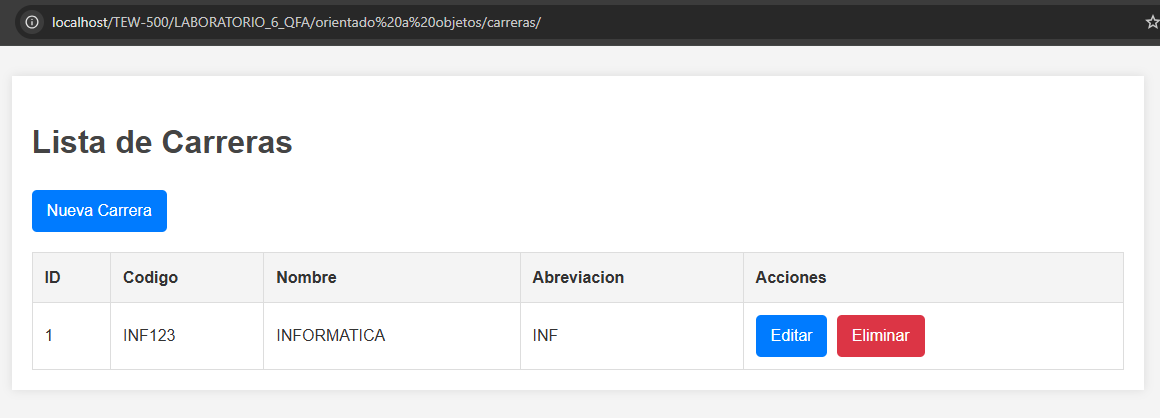 localhost/TEW-500/LABORATORIO_6_QFA/orientado%20a%20objetos/carreras/
Lista de Carreras
Nueva Carrera
ID Codigo Nombre Abreviacion Acciones
1 INF123 INFORMATICA INF Editar Eliminar